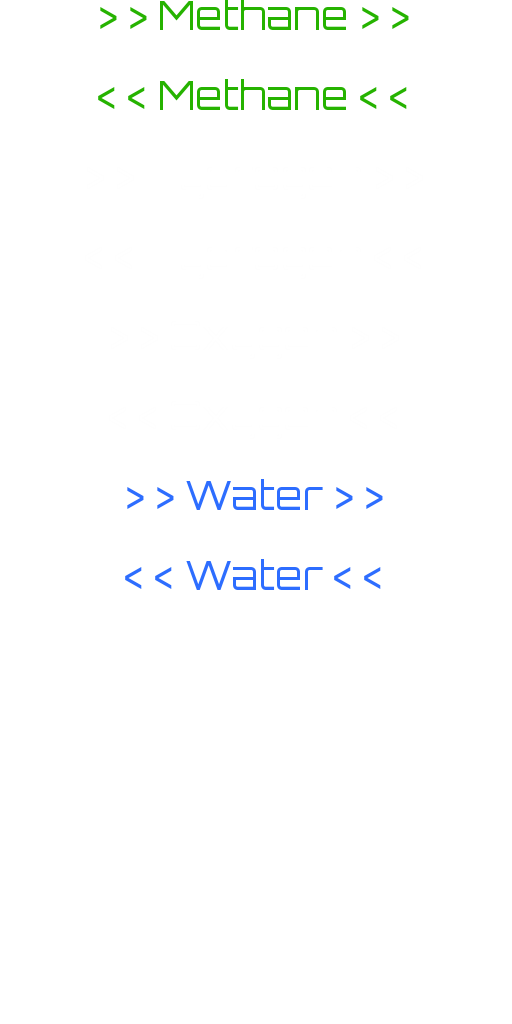 > > Methane > >
< < Methane < <
> > Water > >
< < Water < <